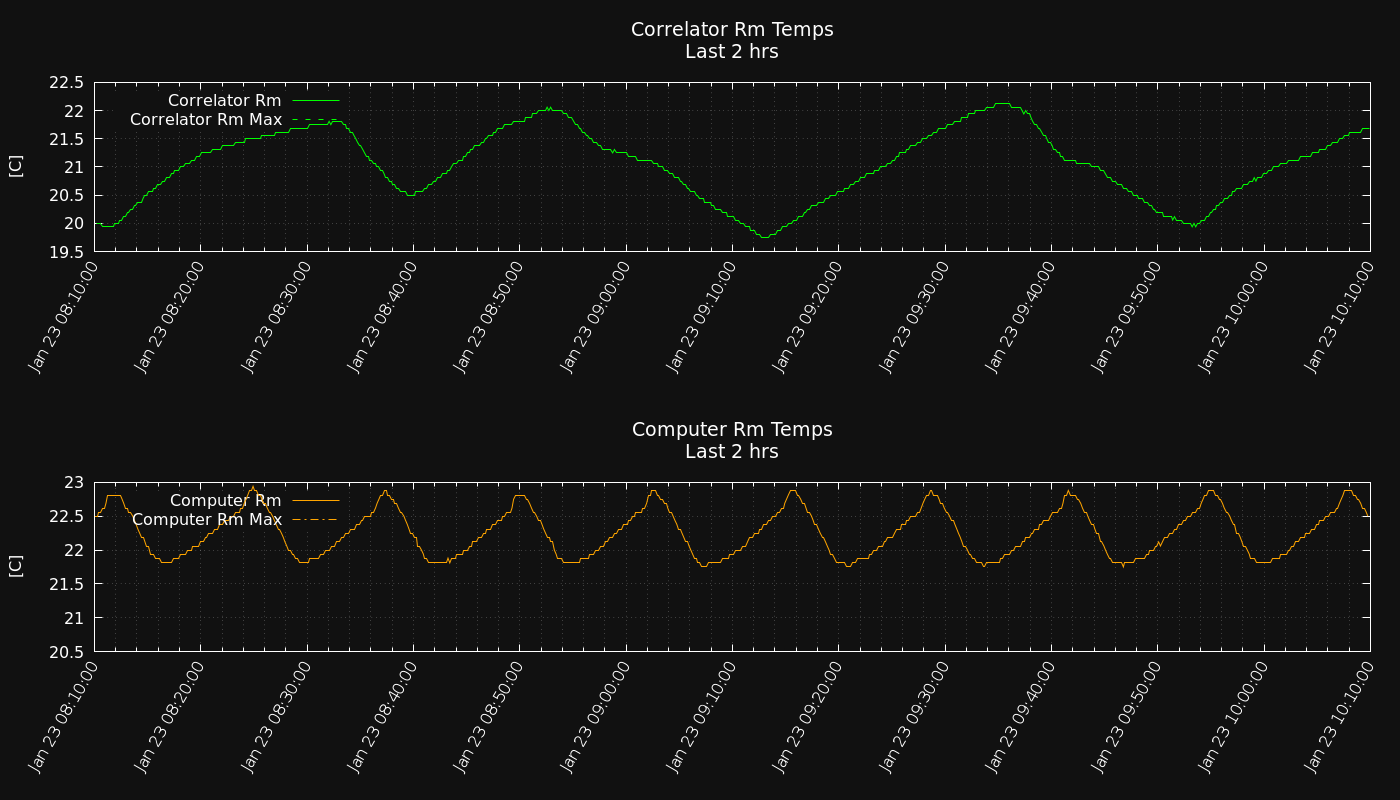 Correlator Rm Temps
Last 2 hrs
22.5
22
21.5
21
20.5
20
19.5
[C]
Correlator Rm
Correlator Rm Max
Jan 23 08:10:00
Jan 23 08:20:00
Jan 23 08:30:00
Jan 23 08:40:00
Jan 23 08:50:00
Jan 23 09:00:00
Jan 23 09:10:00
Jan 23 09:20:00
Jan 23 09:30:00
Jan 23 09:40:00
Jan 23 09:50:00
Jan 23 10:00:00
Jan 23 10:10:00
Computer Rm Temps
Last 2 hrs
23
22.5
22
21.5
21
20.5
[C]
Computer Rm
Computer Rm Max
Jan 23 08:10:00
Jan 23 08:20:00
Jan 23 08:30:00
Jan 23 08:40:00
Jan 23 08:50:00
Jan 23 09:00:00
Jan 23 09:10:00
Jan 23 09:20:00
Jan 23 09:30:00
Jan 23 09:40:00
Jan 23 09:50:00
Jan 23 10:00:00
Jan 23 10:10:00